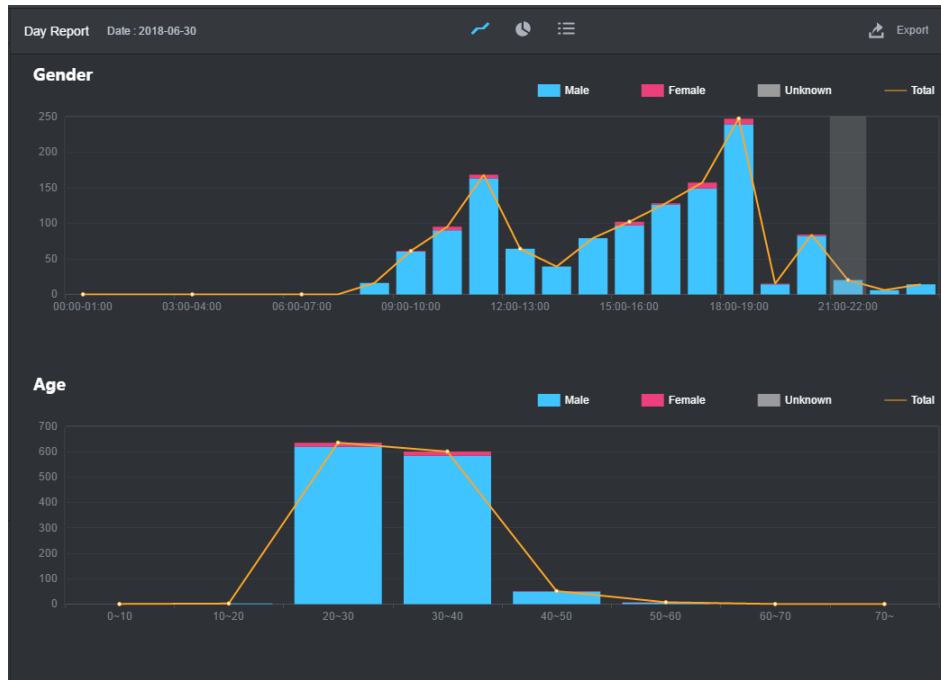 Day Report Date : 2018-06-30 Export
Gender
Male Female Unknown Total
250
200
150
100
50
0
00:00-01:00 03:00-04:00 06:00-07:00 09:00-10:00 12:00-13:00 15:00-16:00 18:00-19:00 21:00-22:00
Age
Male Female Unknown Total
700
600
500
400
300
200
100
0
0~10 10~20 20~30 30~40 40~50 50~60 60~70 70~